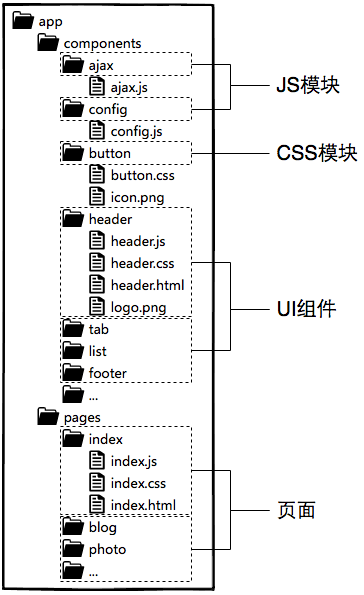 app
components
ajax
ajax.js
JS模块
config
config.js
button
CSS模块
button.css
icon.png
header
header.js
header.css
header.html
UI组件
logo.png
tab
list
footer
...
pages
index
index.js
index.css
index.html
页面
blog
photo
...